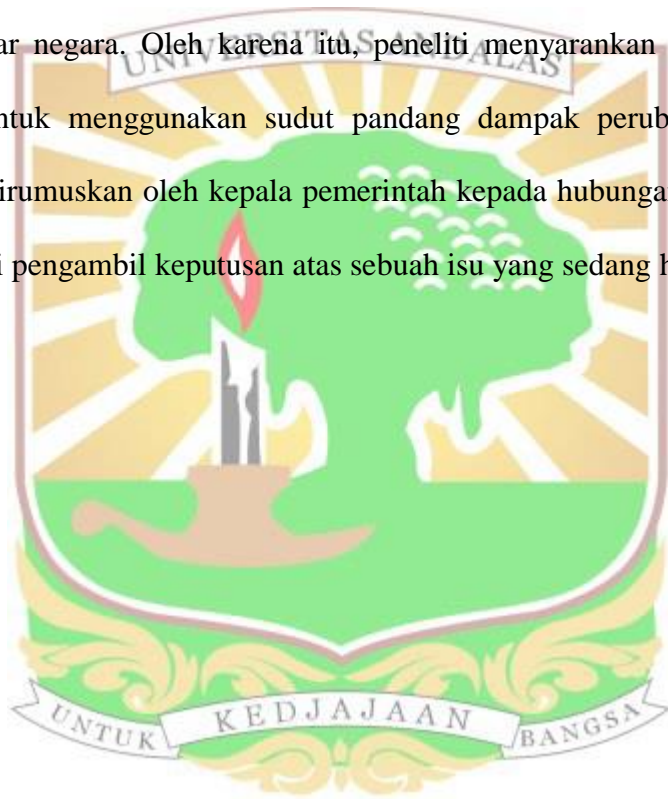 ar negara. Oleh karena itu, peneliti menyarankan
UNIVERSITAS ANDALAS
ntuk menggunakan sudut pandang dampak perub
irumuskan oleh kepala pemerintah kepada hubungan
i pengambil keputusan atas sebuah isu yang sedang h
UNTUK KEDJAJAAN BANGSA